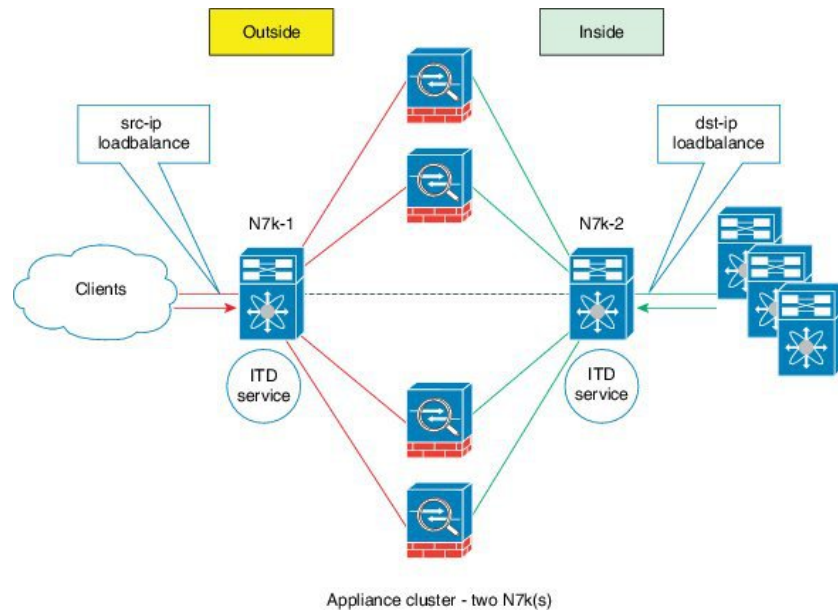 Outside
Inside
src-ip
loadbalance
dst-ip
loadbalance
N7k-1
N7k-2
Clients
ITD
service
ITD
service
Appliance cluster - two N7k(s)